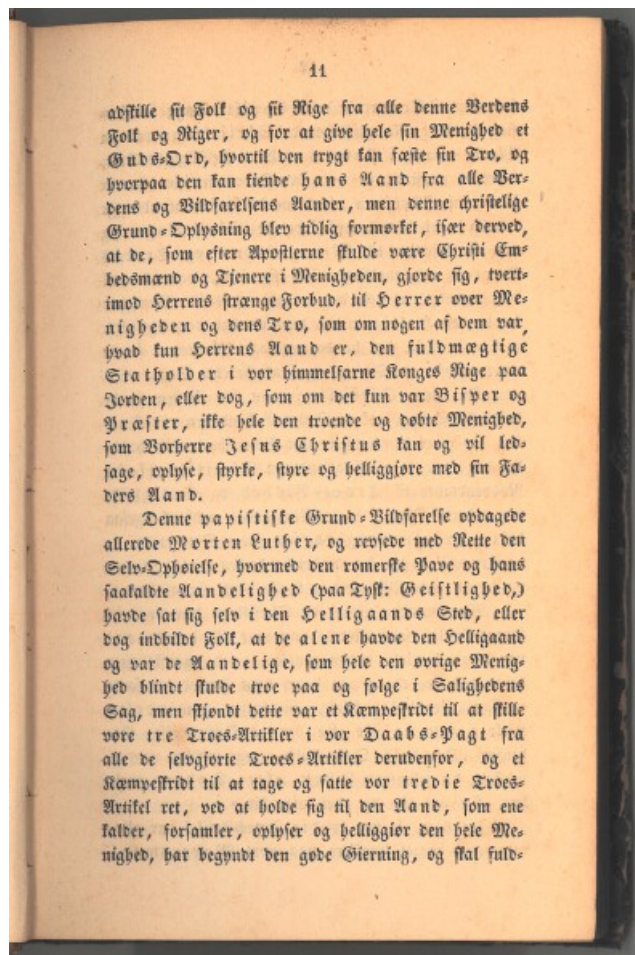 11
adskille sit Folk og sit Rige fra alle denne Verdens
Folk og Riger, og for at give hele sin Menighed et
Guds-Ord, hvortil den trygt kan fæste sin Tro, og
hvorpaa den kan kiende hans Aand fra alle Ver-
dens og Vildfarelsens Aander, men denne christelige
Grund-Oplysning blev tidlig formørket, især derved,
at de, som efter Apostlerne skulde være Christi Em-
bedsmænd og Tjenere i Menigheden, gjorde sig, tvert-
imod Herrens strænge Forbud, til Herrer over Me-
nigheden og dens Tro, som om nogen af dem var,
hvad kun Herrens Aand er, den fuldmægtige
Statholder i vor himmelfarne Konges Rige paa
Jorden, eller dog, som om det kun var Bisper og
Præster, ikke hele den troende og døbte Menighed,
som Vorherre Jesus Christus kan og vil led-
sage, oplyse, styrke, styre og helliggjøre med sin Fa-
ders Aand.
Denne papistiske Grund-Vildfarelse opdagede
allerede Morten Luther, og revsede med Rette den
Selv-Ophøielse, hvormed den romerske Pave og hans
saakaldte Aandelighed (paa Tysk: Geistlighed,)
havde sat sig selv i den Helligaands Sted, eller
dog indbildt Folk, at de alene havde den Helligaand
og var de Aandelige, som hele den øvrige Menig-
hed blindt skulde troe paa og følge i Salighedens
Sag, men skjøndt dette var et Kæmpeskridt til at skille
vore tre Troes-Artikler i vor Daabs-Pagt fra
alle de selvgjorte Troes-Artikler derudenfor, og et
Kæmpeskridt til at tage og fatte vor tredie Troes-
Artikel ret, ved at holde sig til den Aand, som ene
kalder, forsamler, oplyser og helliggiør den hele Me-
nighed, har begyndt den gode Gierning, og skal fuld-